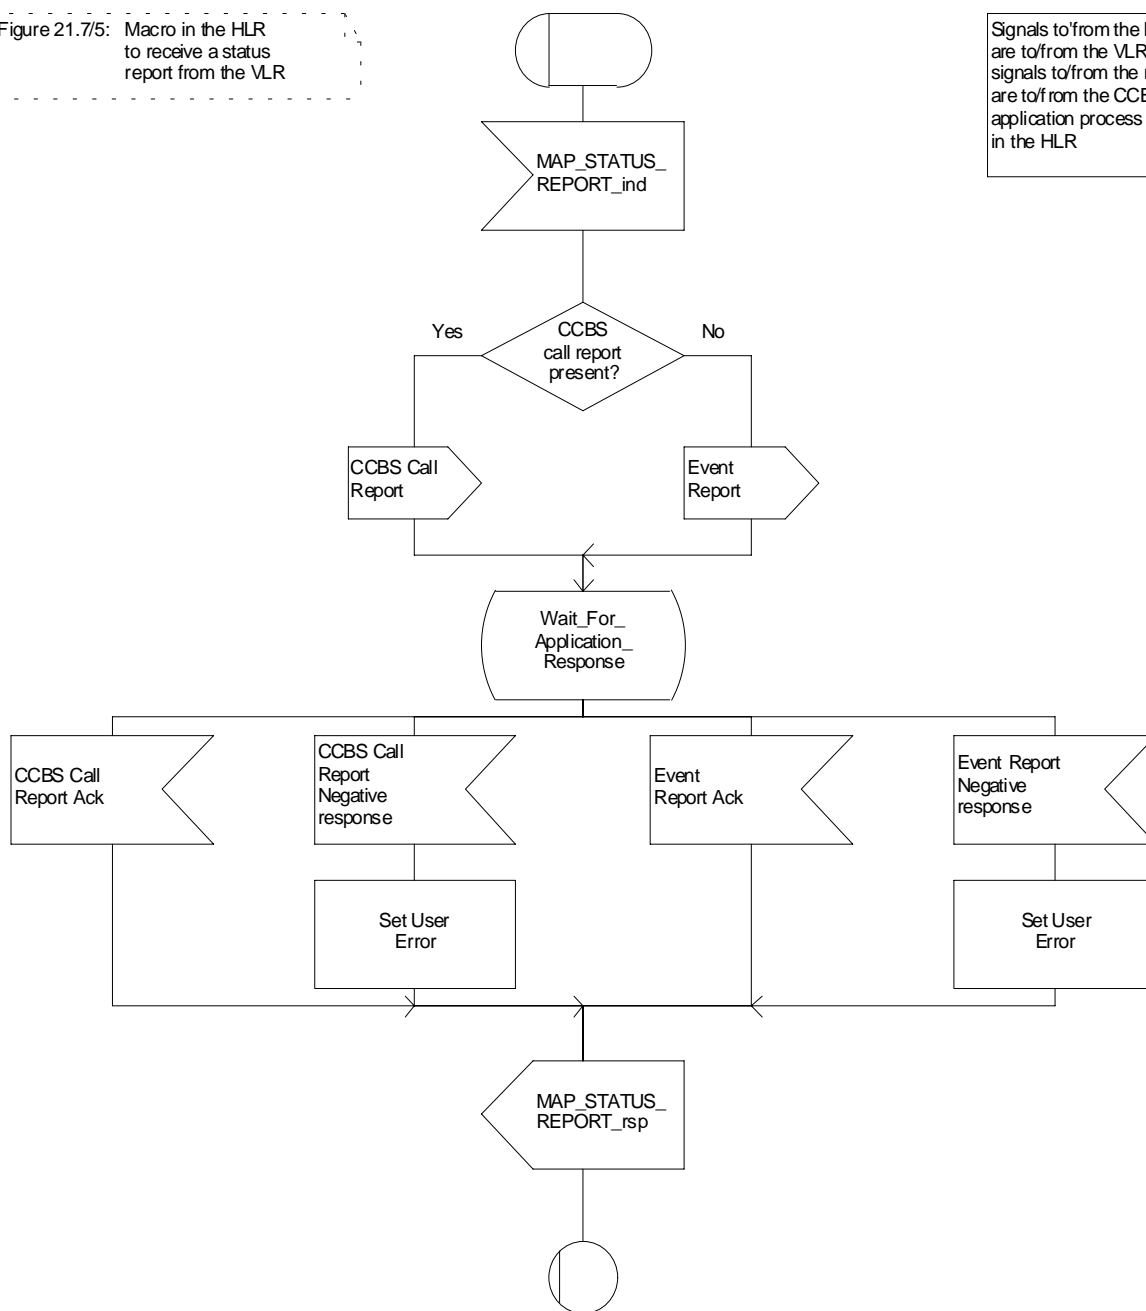 Figure 21.7/5: Macro in the HLR
to receive a status
report from the VLR
Signals to'from the
are to/from the VLR
signals to/from the
are to/from the
application process
in the HLR
MAP_STATUS_
REPORT_ind
Yes
CCBS
call report
present?
No
CCBS Call
Report
Event
Report
Wait_For_
Application_
Response
CCBS Call
Report Ack
CCBS Call
Report
Negative
response
Event
Report Ack
Event Report
Negative
response
Set User
Error
Set User
Error
MAP_STATUS_
REPORT_rsp